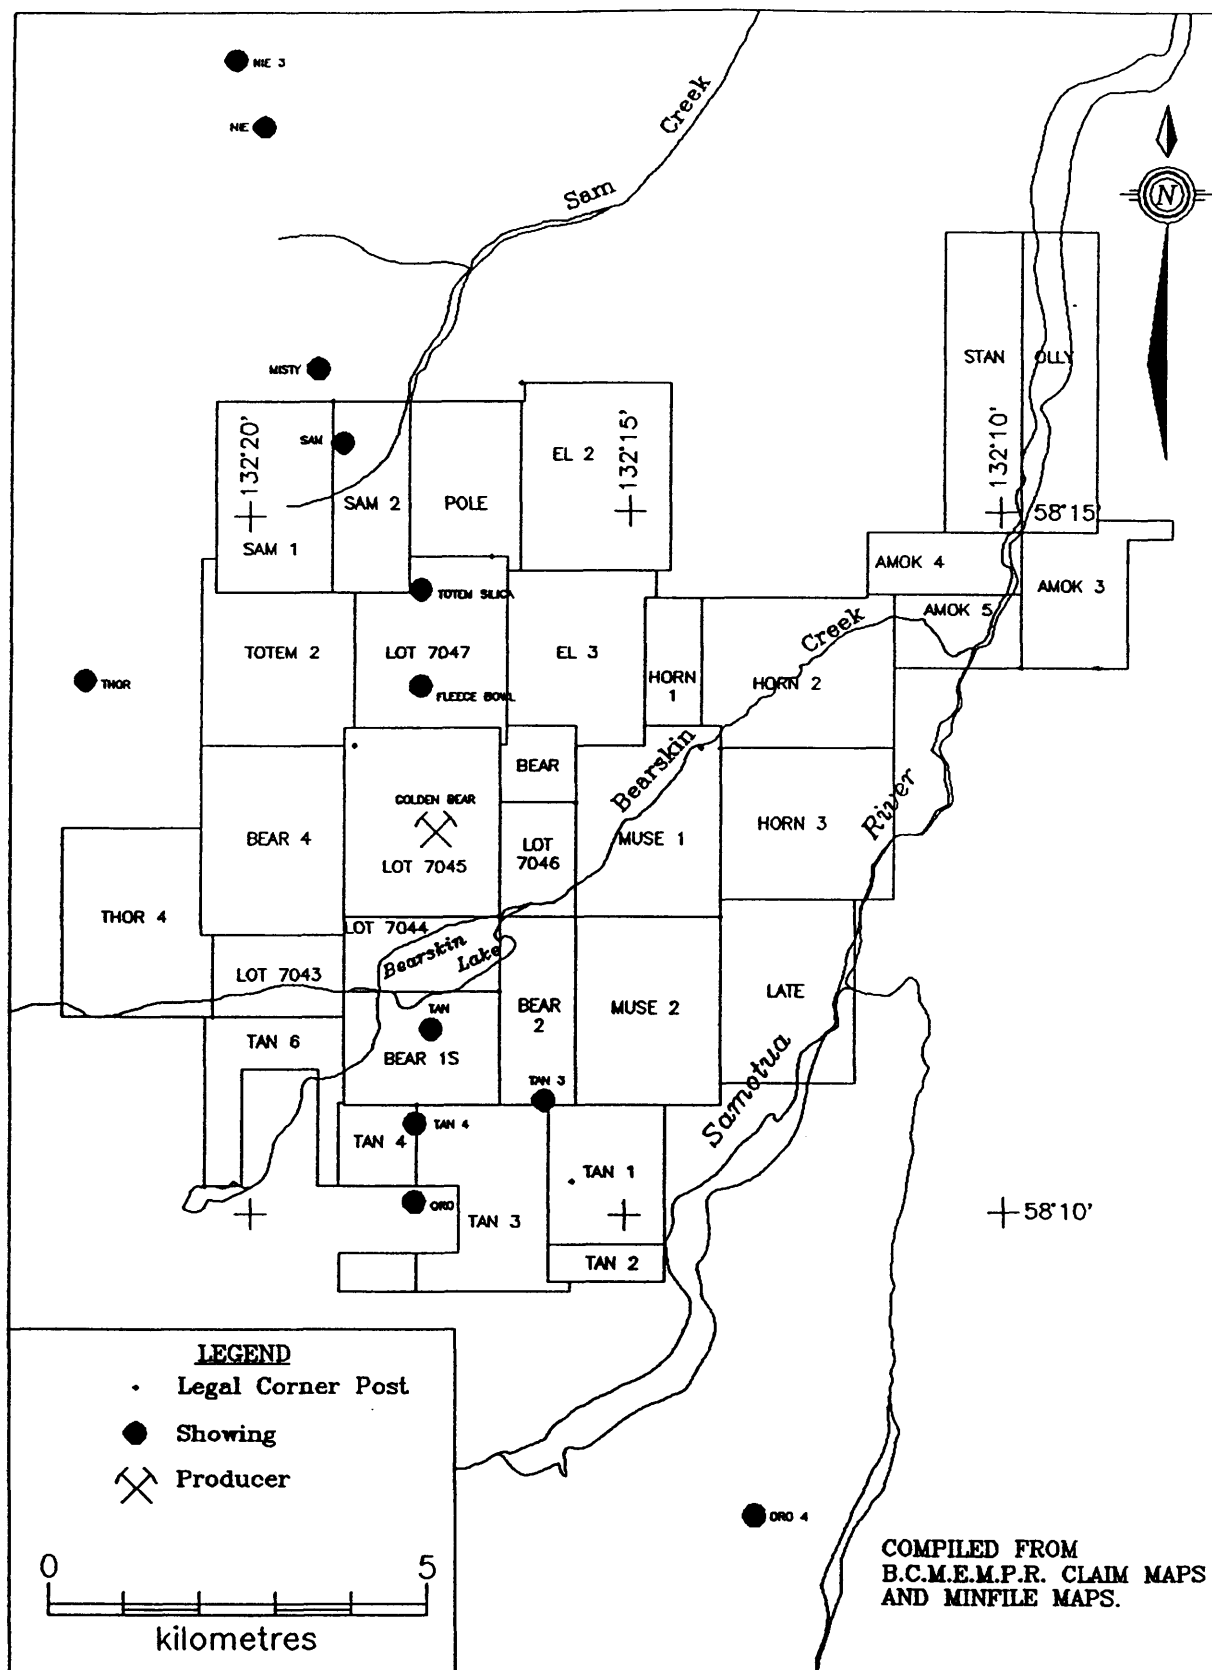 NIE 3
NIE
Creek
Sam
N
MISTY
SAM
132°20'
132°15'
132°10'
STAN
OLLY
EL 2
SAM 2
POLE
58°15'
SAM 1
AMOK 4
AMOK 3
TOTEM SILICA
AMOK 5
TOTEM 2
LOT 7047
EL 3
Creek
HORN 1
HORN 2
THOR
FLEECE BOWL
Bearskin
BEAR
GOLDEN BEAR
River
BEAR 4
LOT 7045
LOT 7046
MUSE 1
HORN 3
THOR 4
LOT 7044
Bearskin
Lake
LOT 7043
TAN
BEAR 2
MUSE 2
LATE
TAN 6
BEAR 1S
TAN 3
Samotua
TAN 4
TAN 4
TAN 1
ORO
TAN 3
58°10'
TAN 2
LEGEND
Legal Corner Post
Showing
Producer
0 5
kilometres
ORO 4
COMPILED FROM
B.C.M.E.M.P.R. CLAIM MAPS
AND MINFILE MAPS.